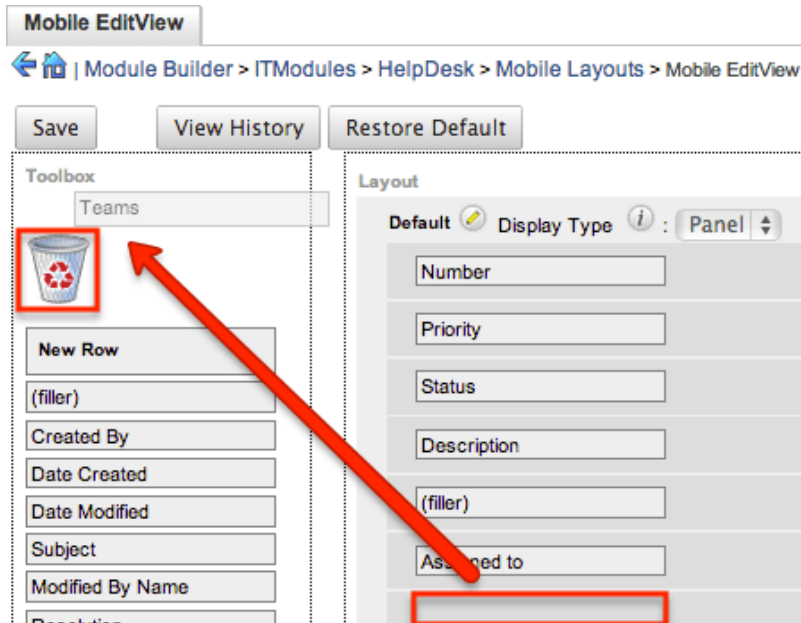 Mobile EditView
| Module Builder > ITModules > HelpDesk > Mobile Layouts > Mobile EditView
Save View History Restore Default
Toolbox
Teams
New Row
(filler)
Created By
Date Created
Date Modified
Subject
Modified By Name
Layout
Default Display Type i : Panel
Number
Priority
Status
Description
(filler)
Assigned to